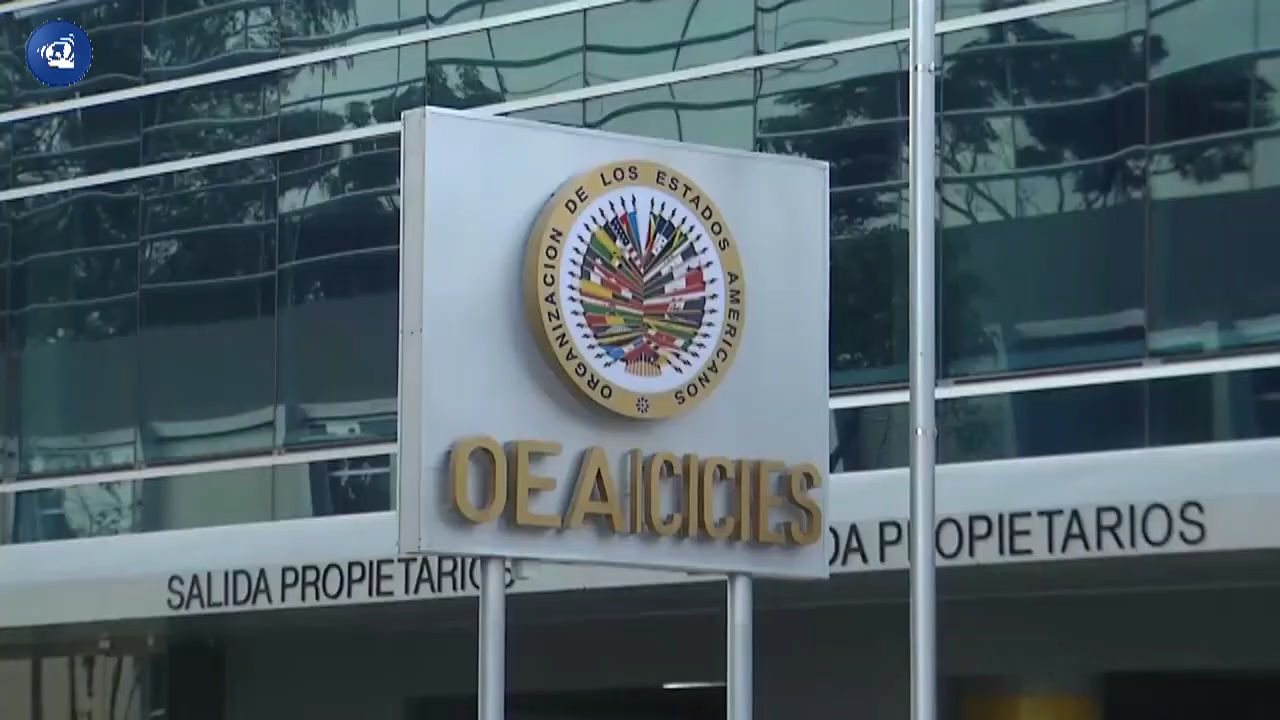 ORGANIZACION DE LOS ESTADOS AMERICANOS
OEA|CICIES
SALIDA PROPIETARIOS
DA PROPIETARIOS